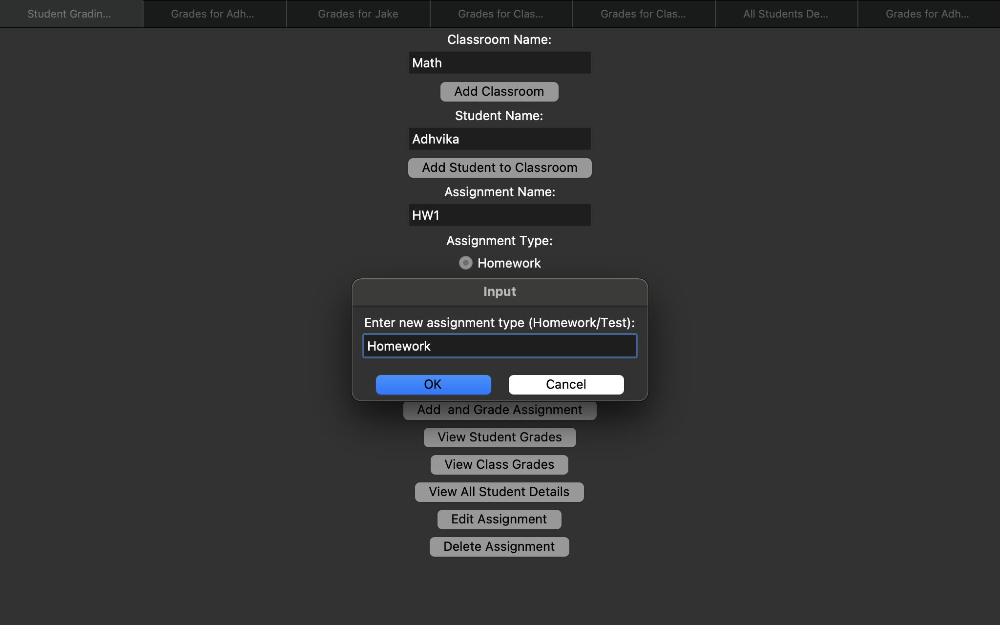 Student Gradin...
Grades for Adh...
Grades for Jake
Grades for Clas...
Grades for Clas...
All Students De...
Grades for Adh...
Classroom Name:
Math
Add Classroom
Student Name:
Adhvika
Add Student to Classroom
Assignment Name:
HW1
Assignment Type:
Homework
Input
Enter new assignment type (Homework/Test):
Homework
OK
Cancel
Add  and Grade Assignment
View Student Grades
View Class Grades
View All Student Details
Edit Assignment
Delete Assignment